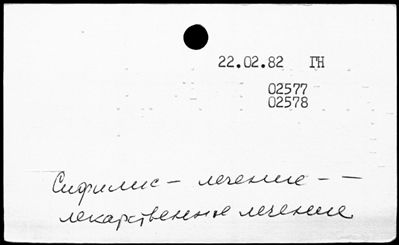 22.02.82 ГН
02577
02578
Сифилис – лечение – –
лекарственное лечение